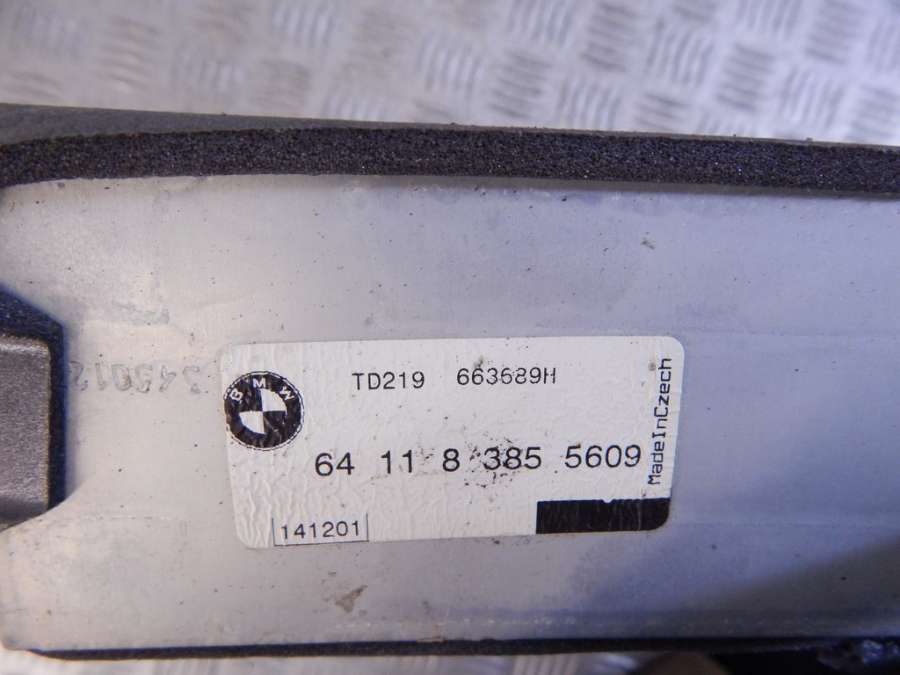 TD219 663689H
BMW
64 11 8 385 5609
MadeInCzech
141201